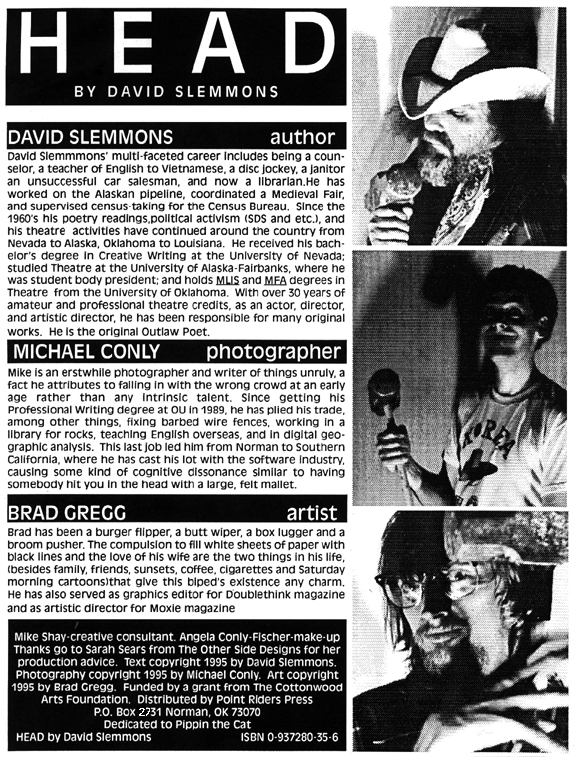 HEAD
BY DAVID SLEMMONS
DAVID SLEMMONS author
David Slemmmons' multi-faceted career includes being a coun-
selor, a teacher of English to Vietnamese, a disc jockey, a janitor
an unsuccessful car salesman, and now a librarian.He has
worked on the Alaskan pipeline, coordinated a Medieval Fair,
and supervised census-taking for the Census Bureau. Since the
1960's his poetry readings,political activism (SDS and etc.), and
his theatre activities have continued around the country from
Nevada to Alaska, Oklahoma to Louisiana. He received his bach-
elor's degree in Creative Writing at the University of Nevada;
studied Theatre at the University of Alaska-Fairbanks, where he
was student body president; and holds MLIS and MFA degrees in
Theatre from the University of Oklahoma. With over 30 years of
amateur and professional theatre credits, as an actor, director,
and artistic director, he has been responsible for many original
works. He is the original Outlaw Poet.
MICHAEL CONLY photographer
Mike is an erstwhile photographer and writer of things unruly, a
fact he attributes to falling in with the wrong crowd at an early
age rather than any intrinsic talent. Since getting his
Professional Writing degree at OU in 1989, he has plied his trade,
among other things, fixing barbed wire fences, working in a
library for rocks, teaching English overseas, and in digital geo-
graphic analysis. This last job led him from Norman to Southern
California, where he has cast his lot with the software industry,
causing some kind of cognitive dissonance similar to having
somebody hit you in the head with a large, felt mallet.
BRAD GREGG artist
Brad has been a burger flipper, a butt wiper, a box lugger and a
broom pusher. The compulsion to fill white sheets of paper with
black lines and the love of his wife are the two things in his life,
(besides family, friends, sunsets, coffee, cigarettes and Saturday
morning cartoons)that give this biped's existence any charm.
He has also served as graphics editor for Doublethink magazine
and as artistic director for Moxie magazine
Mike Shay-creative consultant. Angela Conly-Fischer-make-up
Thanks go to Sarah Sears from The Other Side Designs for her
production advice. Text copyright 1995 by David Slemmons.
Photography copyright 1995 by Michael Conly. Art copyright
1995 by Brad Gregg. Funded by a grant from The Cottonwood
Arts Foundation. Distributed by Point Riders Press
P.O. Box 2731 Norman, OK 73070
Dedicated to Pippin the Cat
HEAD by David Slemmons ISBN 0-937280-35-6
KOREA